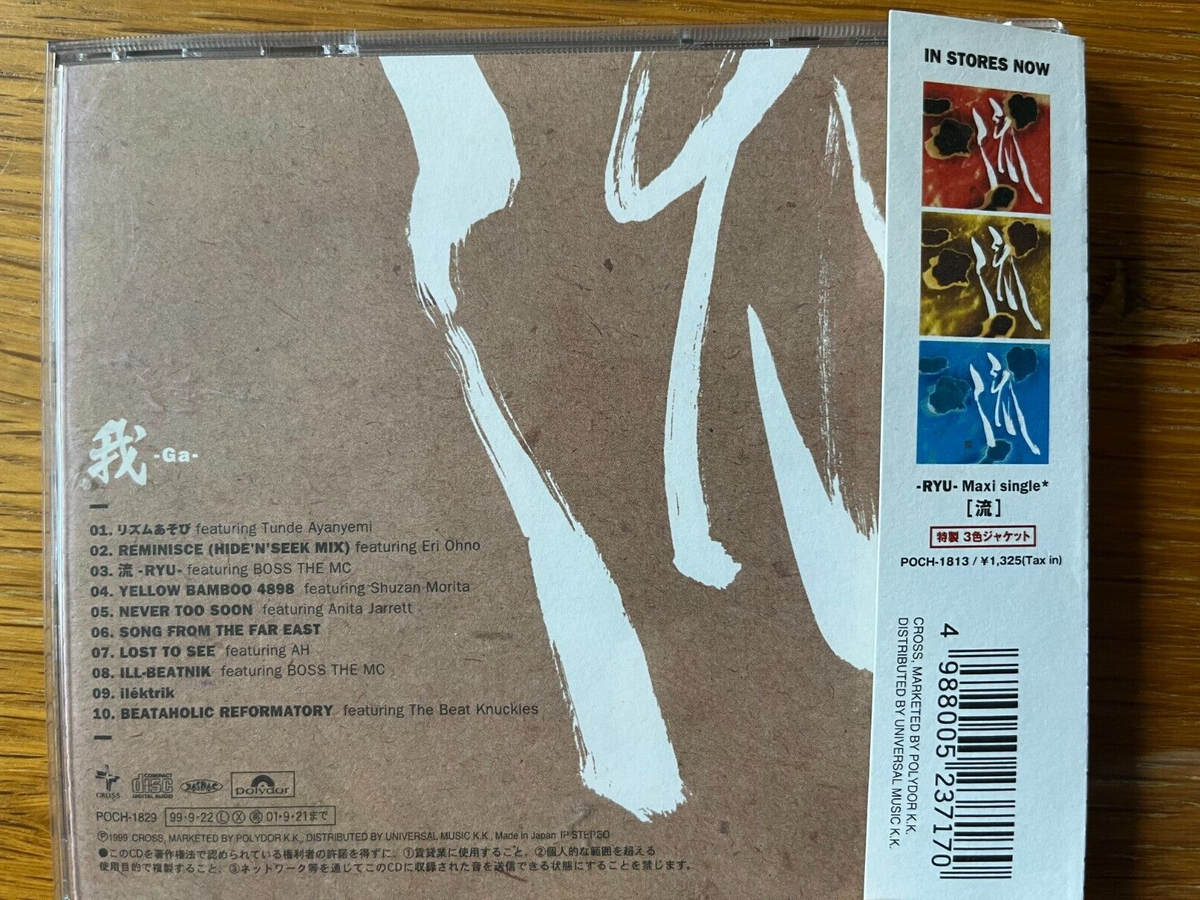 我 -Ga-
01. リズムあそび featuring Tunde Ayanyemi
02. REMINISCE (HIDE'N'SEEK MIX) featuring Eri Ohno
03. 流 -RYU- featuring BOSS THE MC
04. YELLOW BAMBOO 4898 featuring Shuzan Morita
05. NEVER TOO SOON featuring Anita Jarrett
06. SONG FROM THE FAR EAST
07. LOST TO SEE featuring AH
08. ILL-BEATNIK featuring BOSS THE MC
09. iléktrik
10. BEATAHOLIC REFORMATORY featuring The Beat Knuckles
CROSS
COMPACT disc DIGITAL AUDIO
Polydor
POCH-1829 99・9・22 Ⓛ Ⓧ 01・9・21まで
Ⓟ1999 CROSS, MARKETED BY POLYDOR K.K., DISTRIBUTED BY UNIVERSAL MUSIC K.K., Made in Japan IP STEREO
●このCDを著作権法で認められている権利者の許諾を得ずに、①賃貸業に使用すること、②個人的な範囲を超える
使用目的で複製すること、③ネットワーク等を通じてこのCDに収録された音を送信できる状態にすることを禁じます。
IN STORES NOW
流
流
流
-RYU- Maxi single*
[流]
特製 3色ジャケット
POCH-1813 / ¥1,325(Tax in)
4 988005 237170
CROSS, MARKETED BY POLYDOR K.K.
DISTRIBUTED BY UNIVERSAL MUSIC K.K.